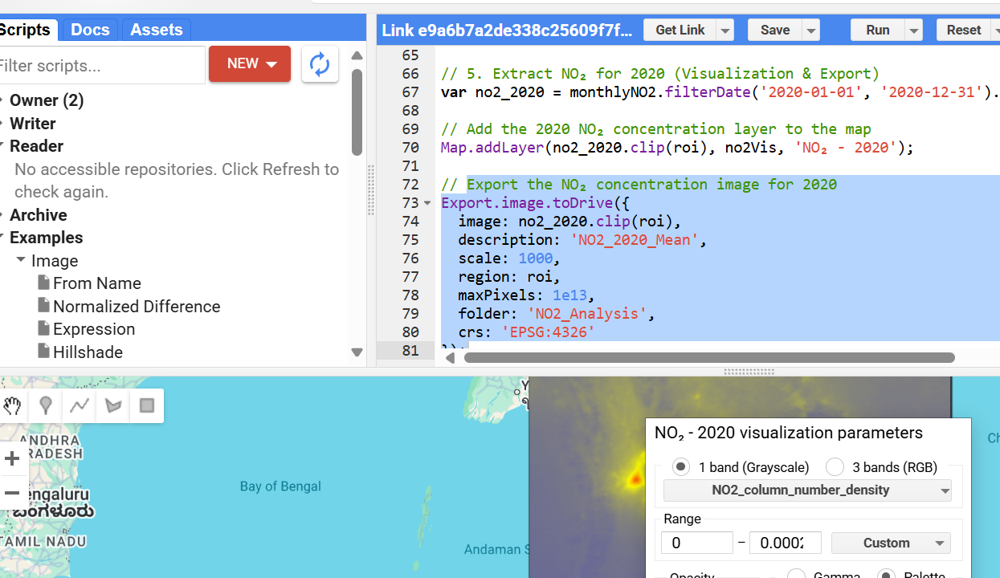 Scripts Docs Assets
Filter scripts...
NEW
Owner (2)
Writer
Reader
No accessible repositories. Click Refresh to
check again.
Archive
Examples
Image
From Name
Normalized Difference
Expression
Hillshade
Link e9a6b7a2de338c25609f7f... Get Link Save Run Reset
65
66 // 5. Extract NO₂ for 2020 (Visualization & Export)
67 var no2_2020 = monthlyNO2.filterDate('2020-01-01', '2020-12-31').
68
69 // Add the 2020 NO₂ concentration layer to the map
70 Map.addLayer(no2_2020.clip(roi), no2Vis, 'NO₂ - 2020');
71
72 // Export the NO₂ concentration image for 2020
73 Export.image.toDrive({
74 image: no2_2020.clip(roi),
75 description: 'NO2_2020_Mean',
76 scale: 1000,
77 region: roi,
78 maxPixels: 1e13,
79 folder: 'NO2_Analysis',
80 crs: 'EPSG:4326'
81 });
ANDHRA
PRADESH
Bengaluru
ಬೆಂಗಳೂರು
TAMIL NADU
Bay of Bengal
Andaman S
NO₂ - 2020 visualization parameters
1 band (Grayscale) 3 bands (RGB)
NO2_column_number_density
Range
0 – 0.0002 Custom
Opacity Gamma Palette